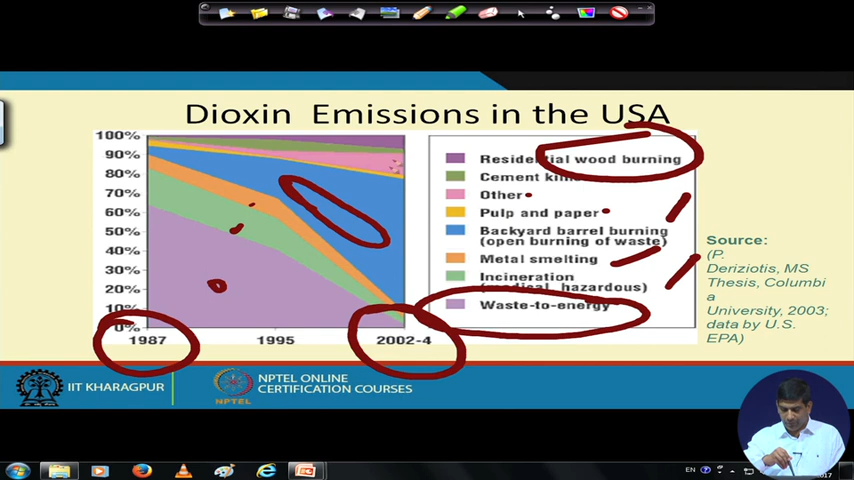 Dioxin Emissions in the USA
100%
90%
80%
70%
60%
50%
40%
30%
20%
10%
0%
1987
1995
2002-4
Residential wood burning
Cement
Other
Pulp and paper
Backyard barrel burning
(open burning of waste)
Metal smelting
Incineration
(medical, hazardous)
Waste-to-energy
Source:
(P.
Deriziotis, MS
Thesis, Columbi
a
University, 2003;
data by U.S.
EPA)
IIT KHARAGPUR
NPTEL
NPTEL ONLINE
CERTIFICATION COURSES
EN